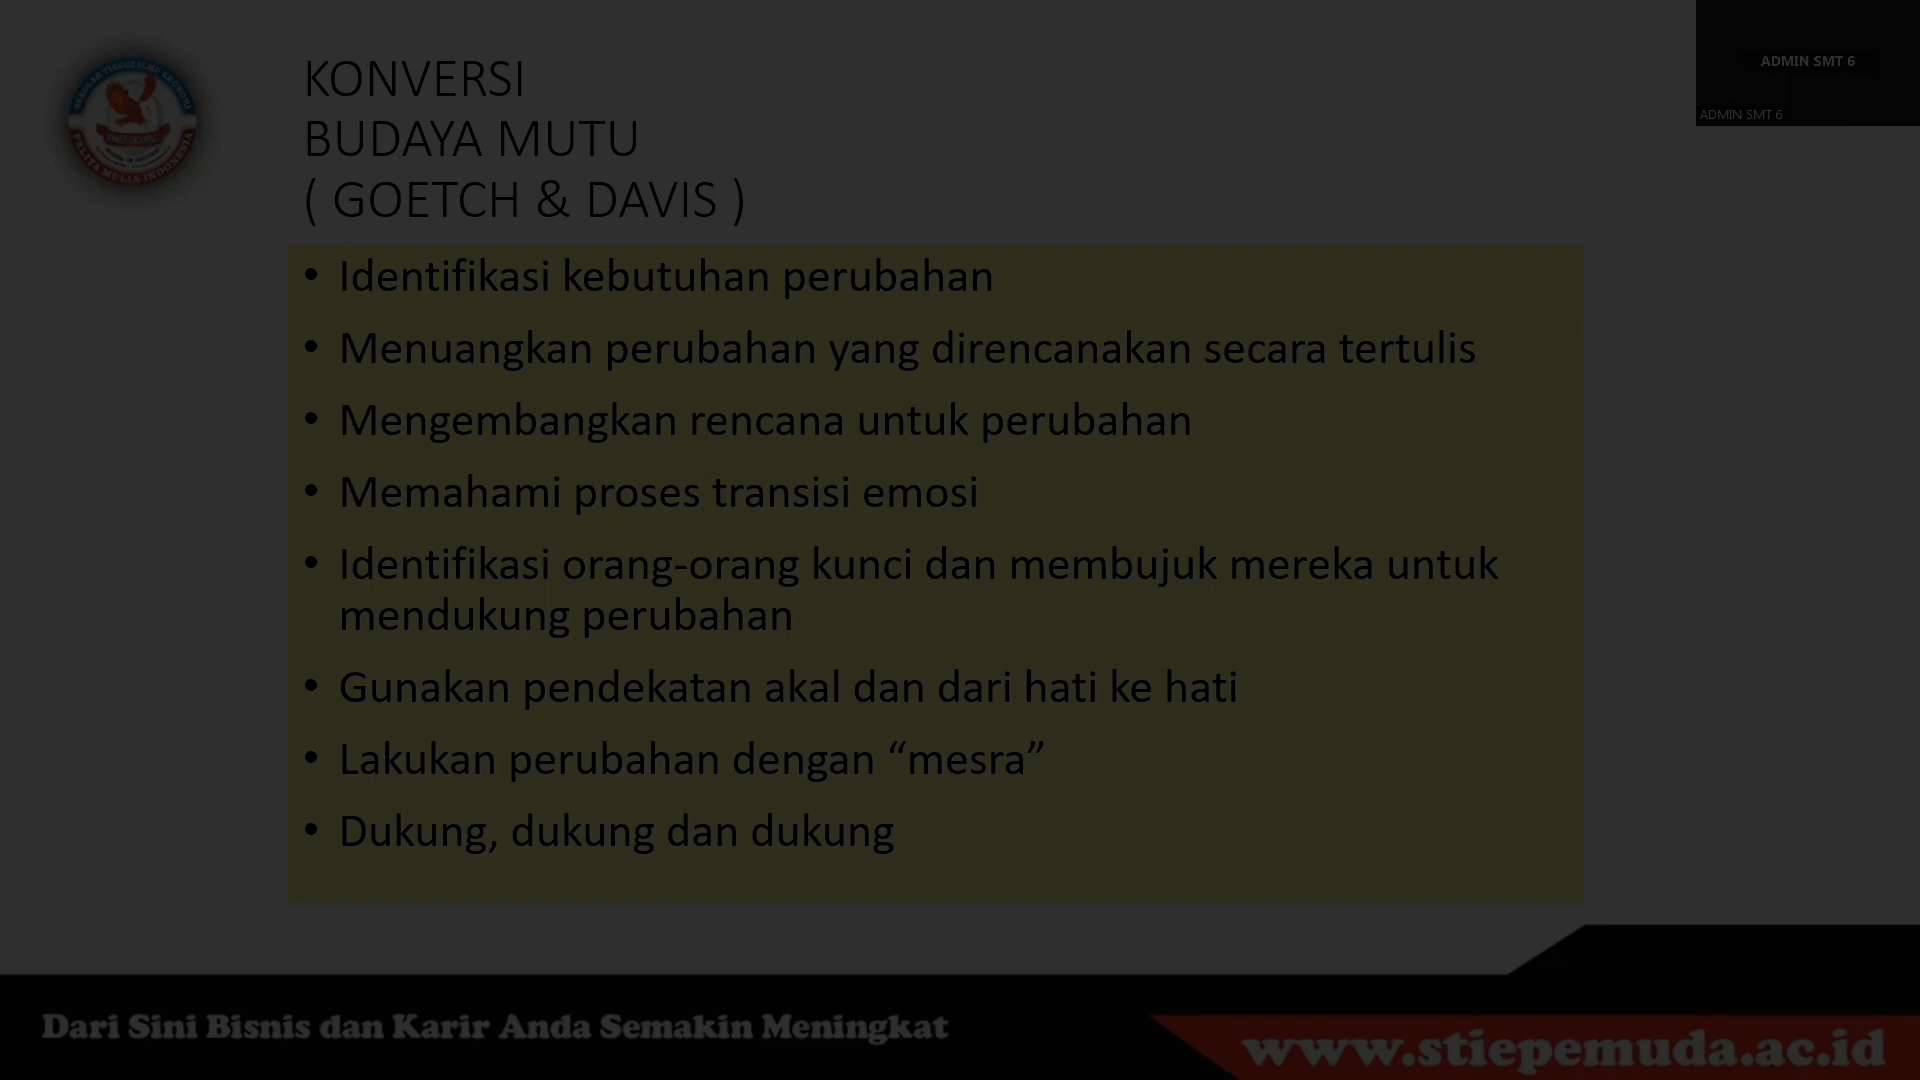 KONVERSI
BUDAYA MUTU
( GOETCH & DAVIS )
ADMIN SMT 6
ADMIN SMT 6
• Identifikasi kebutuhan perubahan
• Menuangkan perubahan yang direncanakan secara tertulis
• Mengembangkan rencana untuk perubahan
• Memahami proses transisi emosi
• Identifikasi orang-orang kunci dan membujuk mereka untuk
mendukung perubahan
• Gunakan pendekatan akal dan dari hati ke hati
• Lakukan perubahan dengan “mesra”
• Dukung, dukung dan dukung
Dari Sini Bisnis dan Karir Anda Semakin Meningkat
www.stiepemuda.ac.id